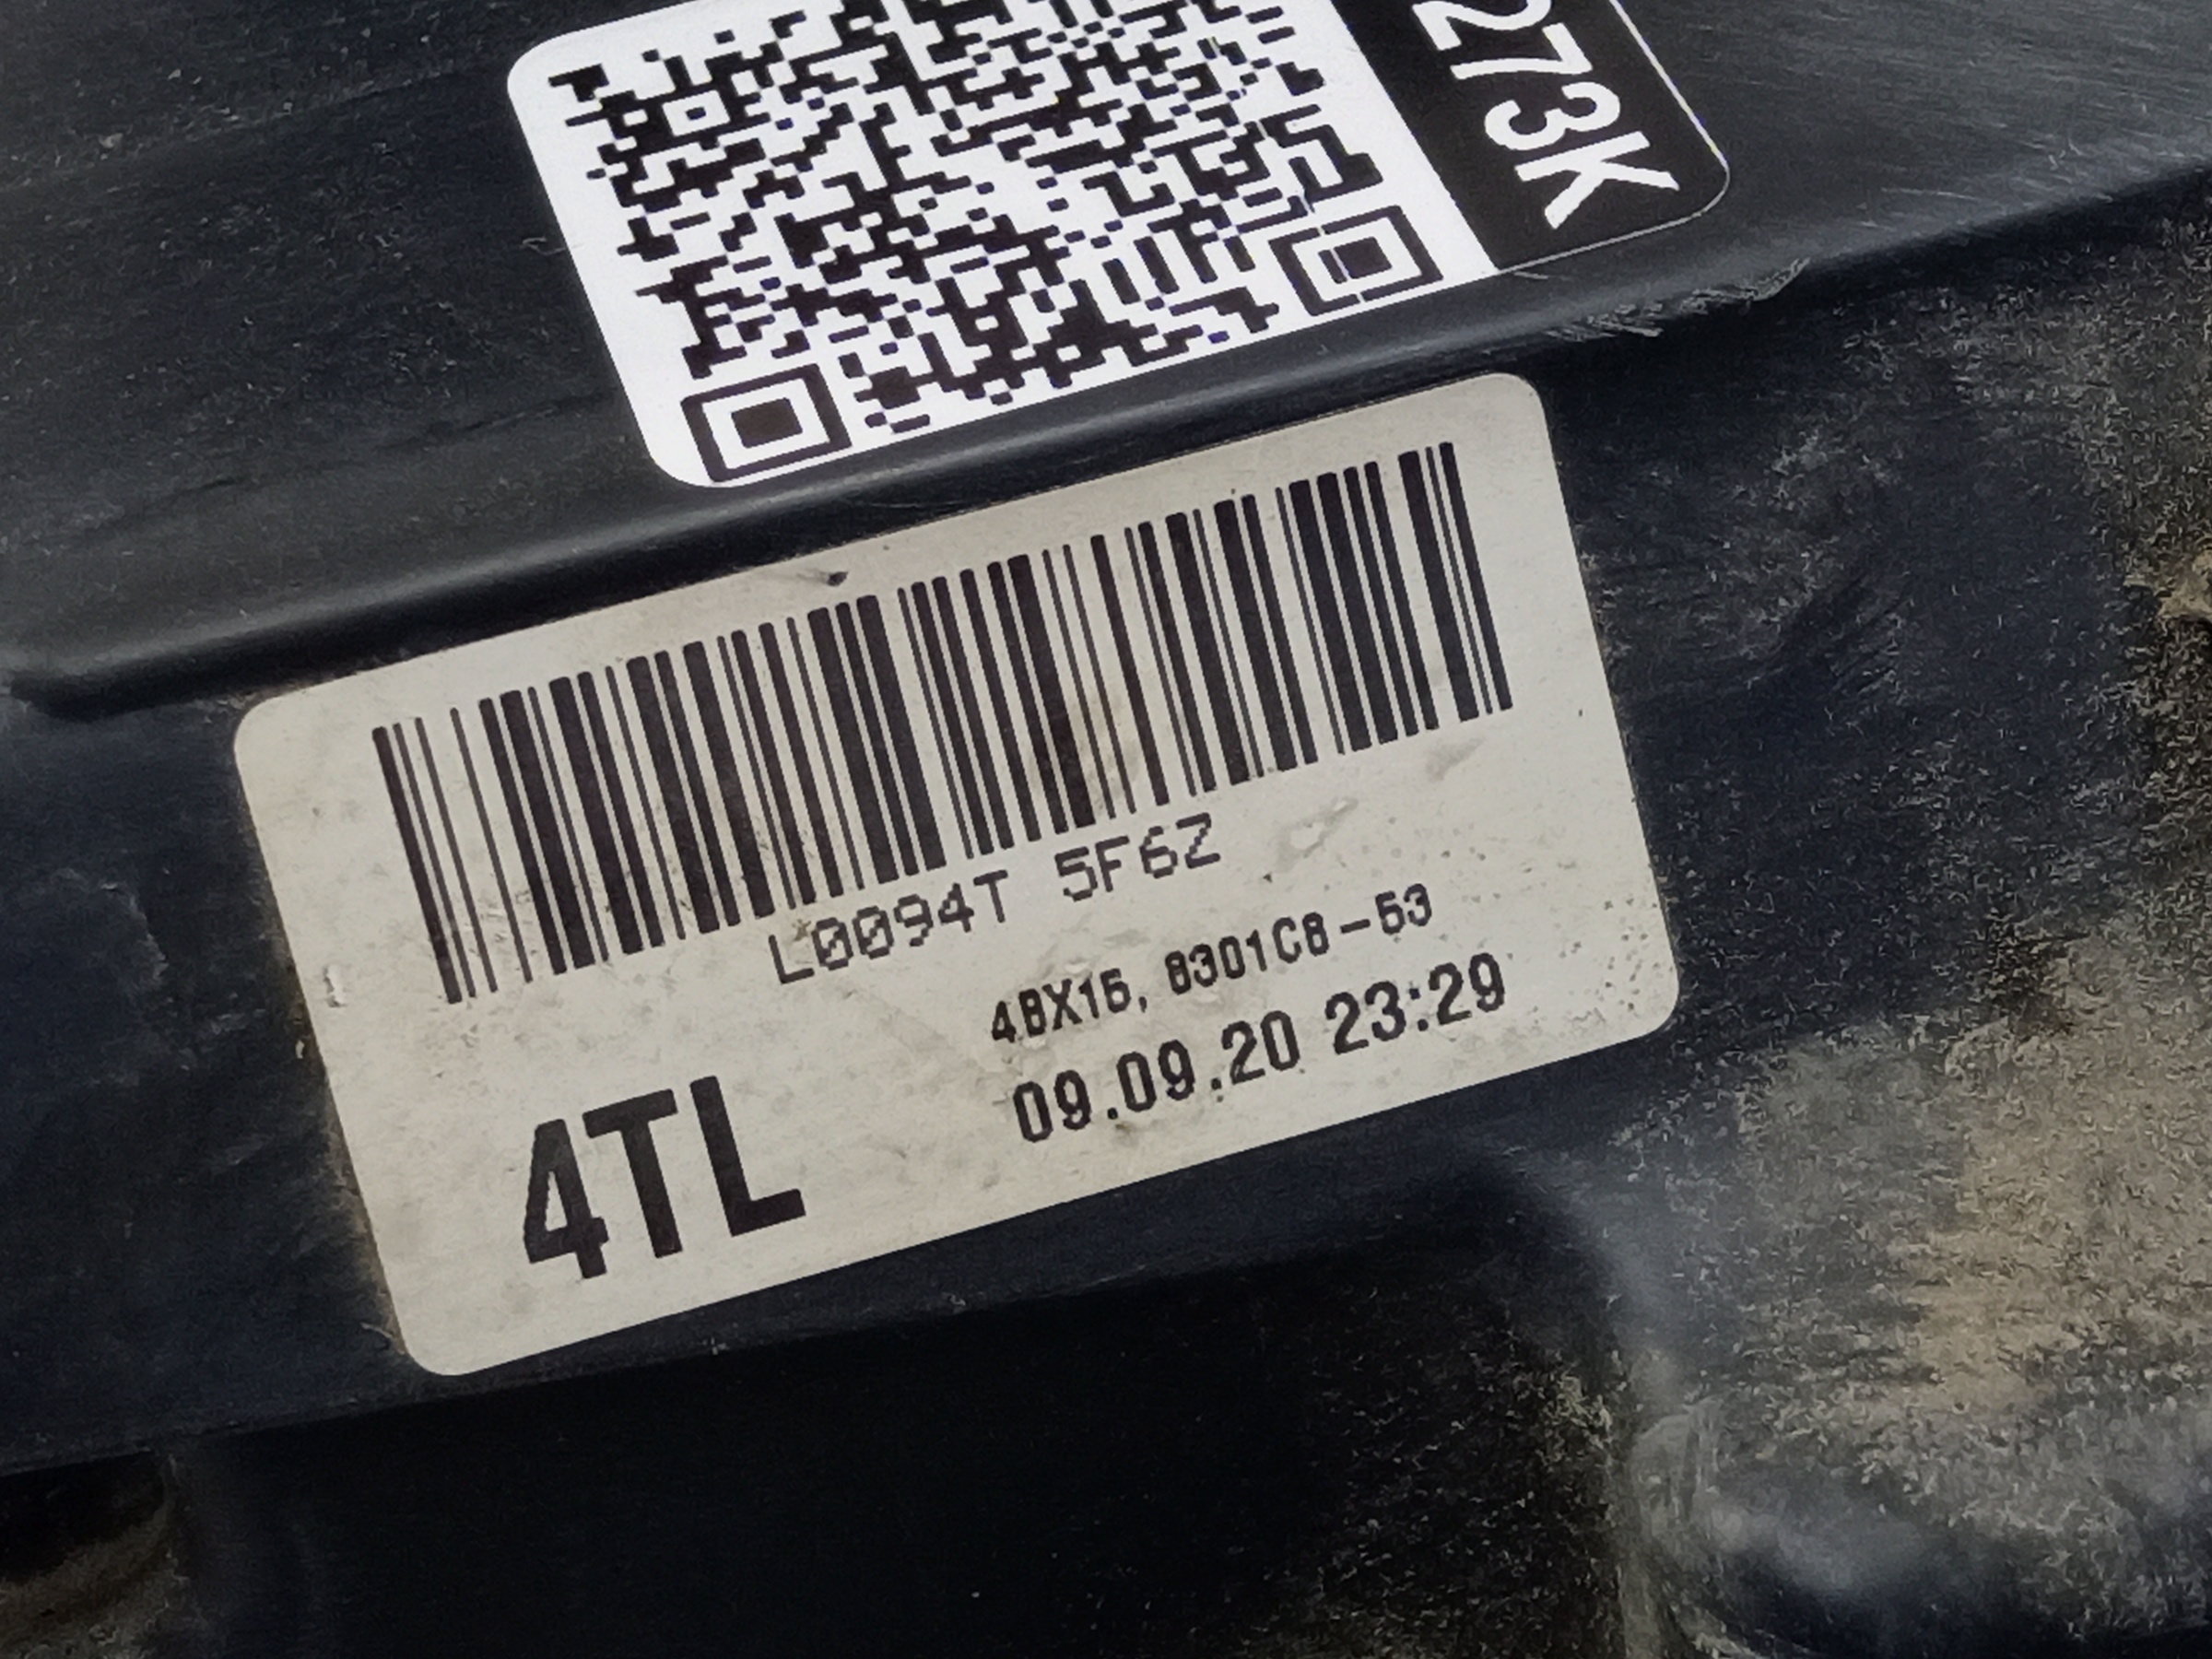 273K
L0094T 5F6Z
48X15, 8301C8-53
09.09.20 23:29
4TL